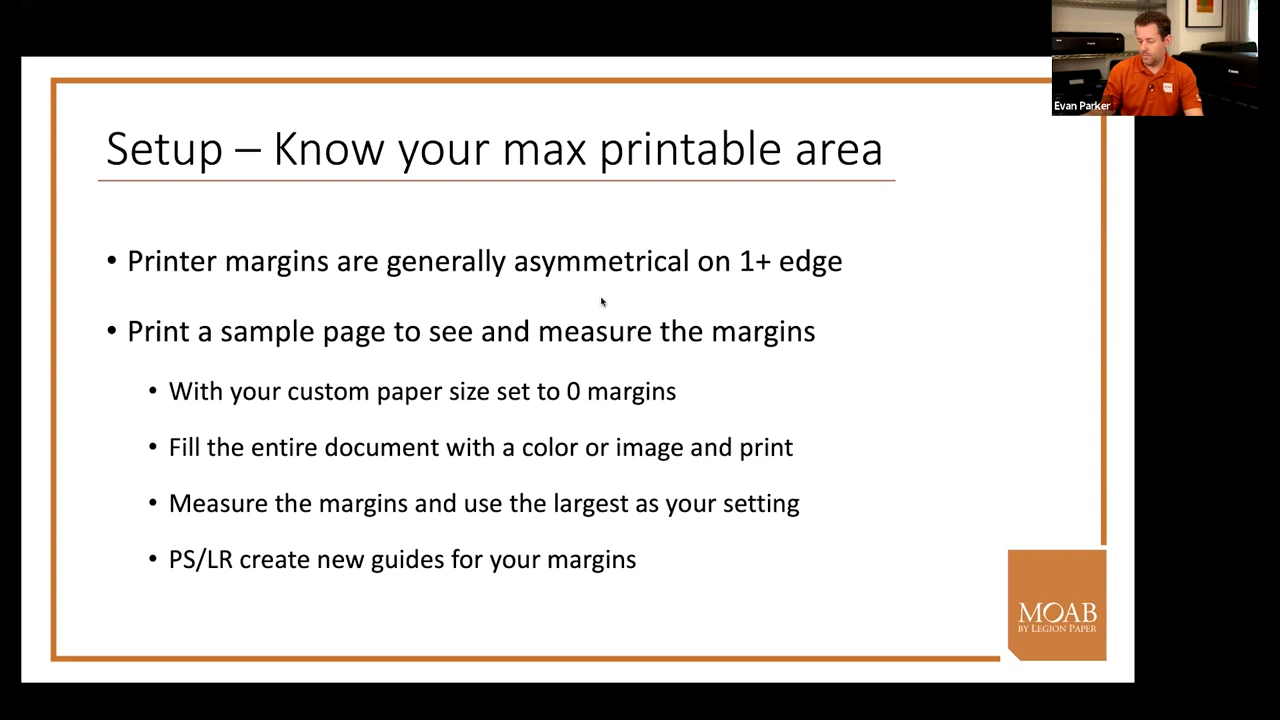 Evan Parker
Setup – Know your max printable area
• Printer margins are generally asymmetrical on 1+ edge
• Print a sample page to see and measure the margins
• With your custom paper size set to 0 margins
• Fill the entire document with a color or image and print
• Measure the margins and use the largest as your setting
• PS/LR create new guides for your margins
MOAB
BY LEGION PAPER